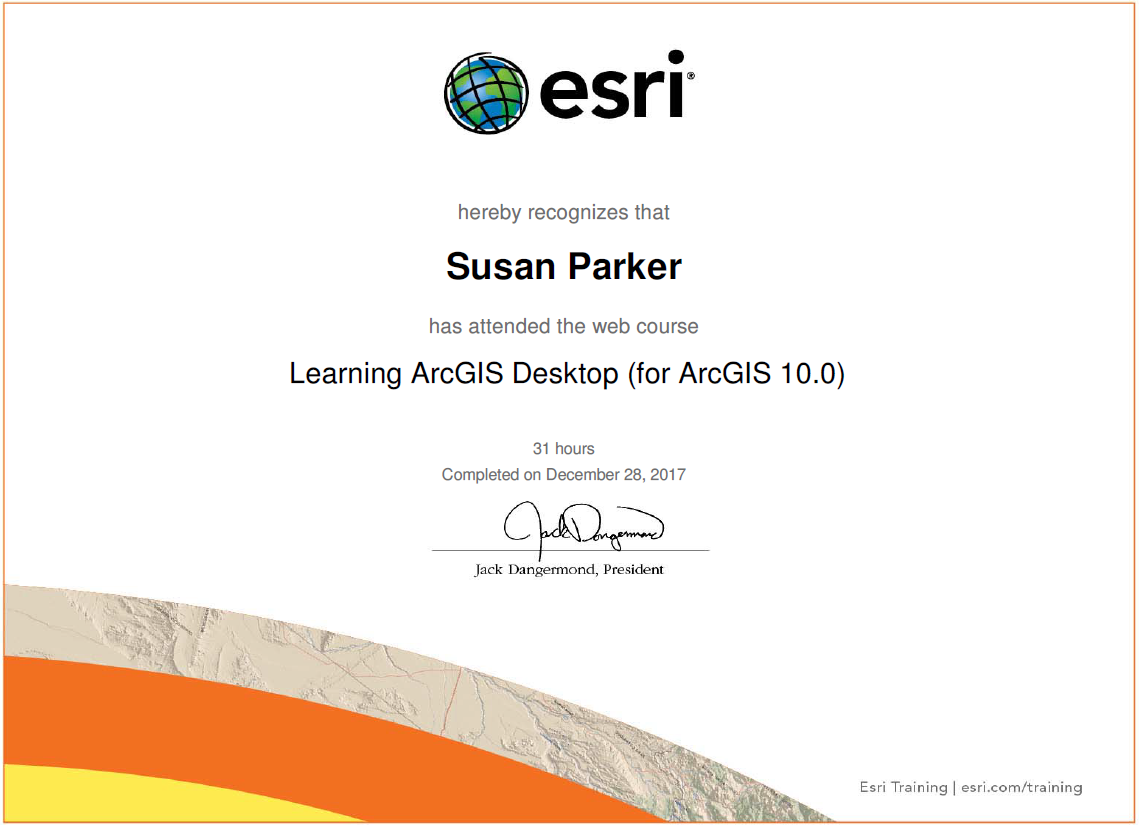 esri®
hereby recognizes that
Susan Parker
has attended the web course
Learning ArcGIS Desktop (for ArcGIS 10.0)
31 hours
Completed on December 28, 2017
Jack Dangermond
Jack Dangermond, President
Esri Training | esri.com/training